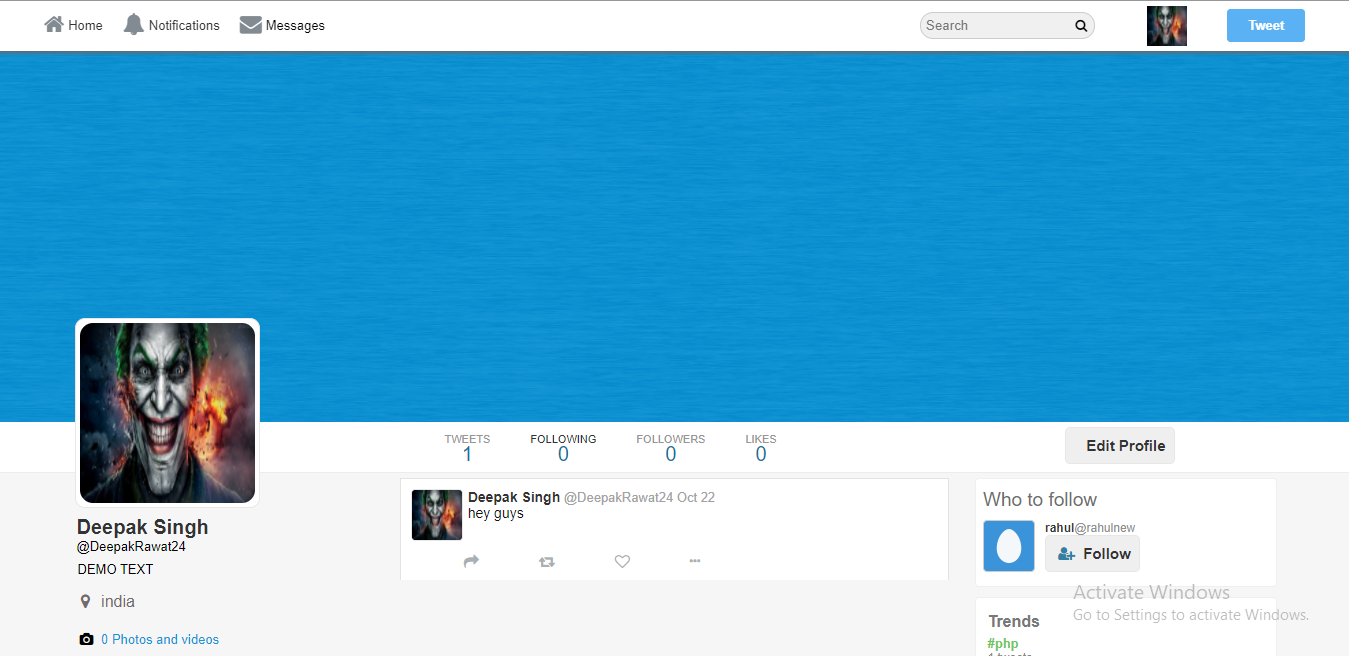 Home Notifications Messages Search Tweet
TWEETS FOLLOWING FOLLOWERS LIKES
1 0 0 0
Edit Profile
Deepak Singh
@DeepakRawat24
DEMO TEXT
india
0 Photos and videos
Deepak Singh @DeepakRawat24 Oct 22
hey guys
Who to follow
rahul@rahulnew
Follow
Activate Windows
Go to Settings to activate Windows.
Trends
#php
1 tweets